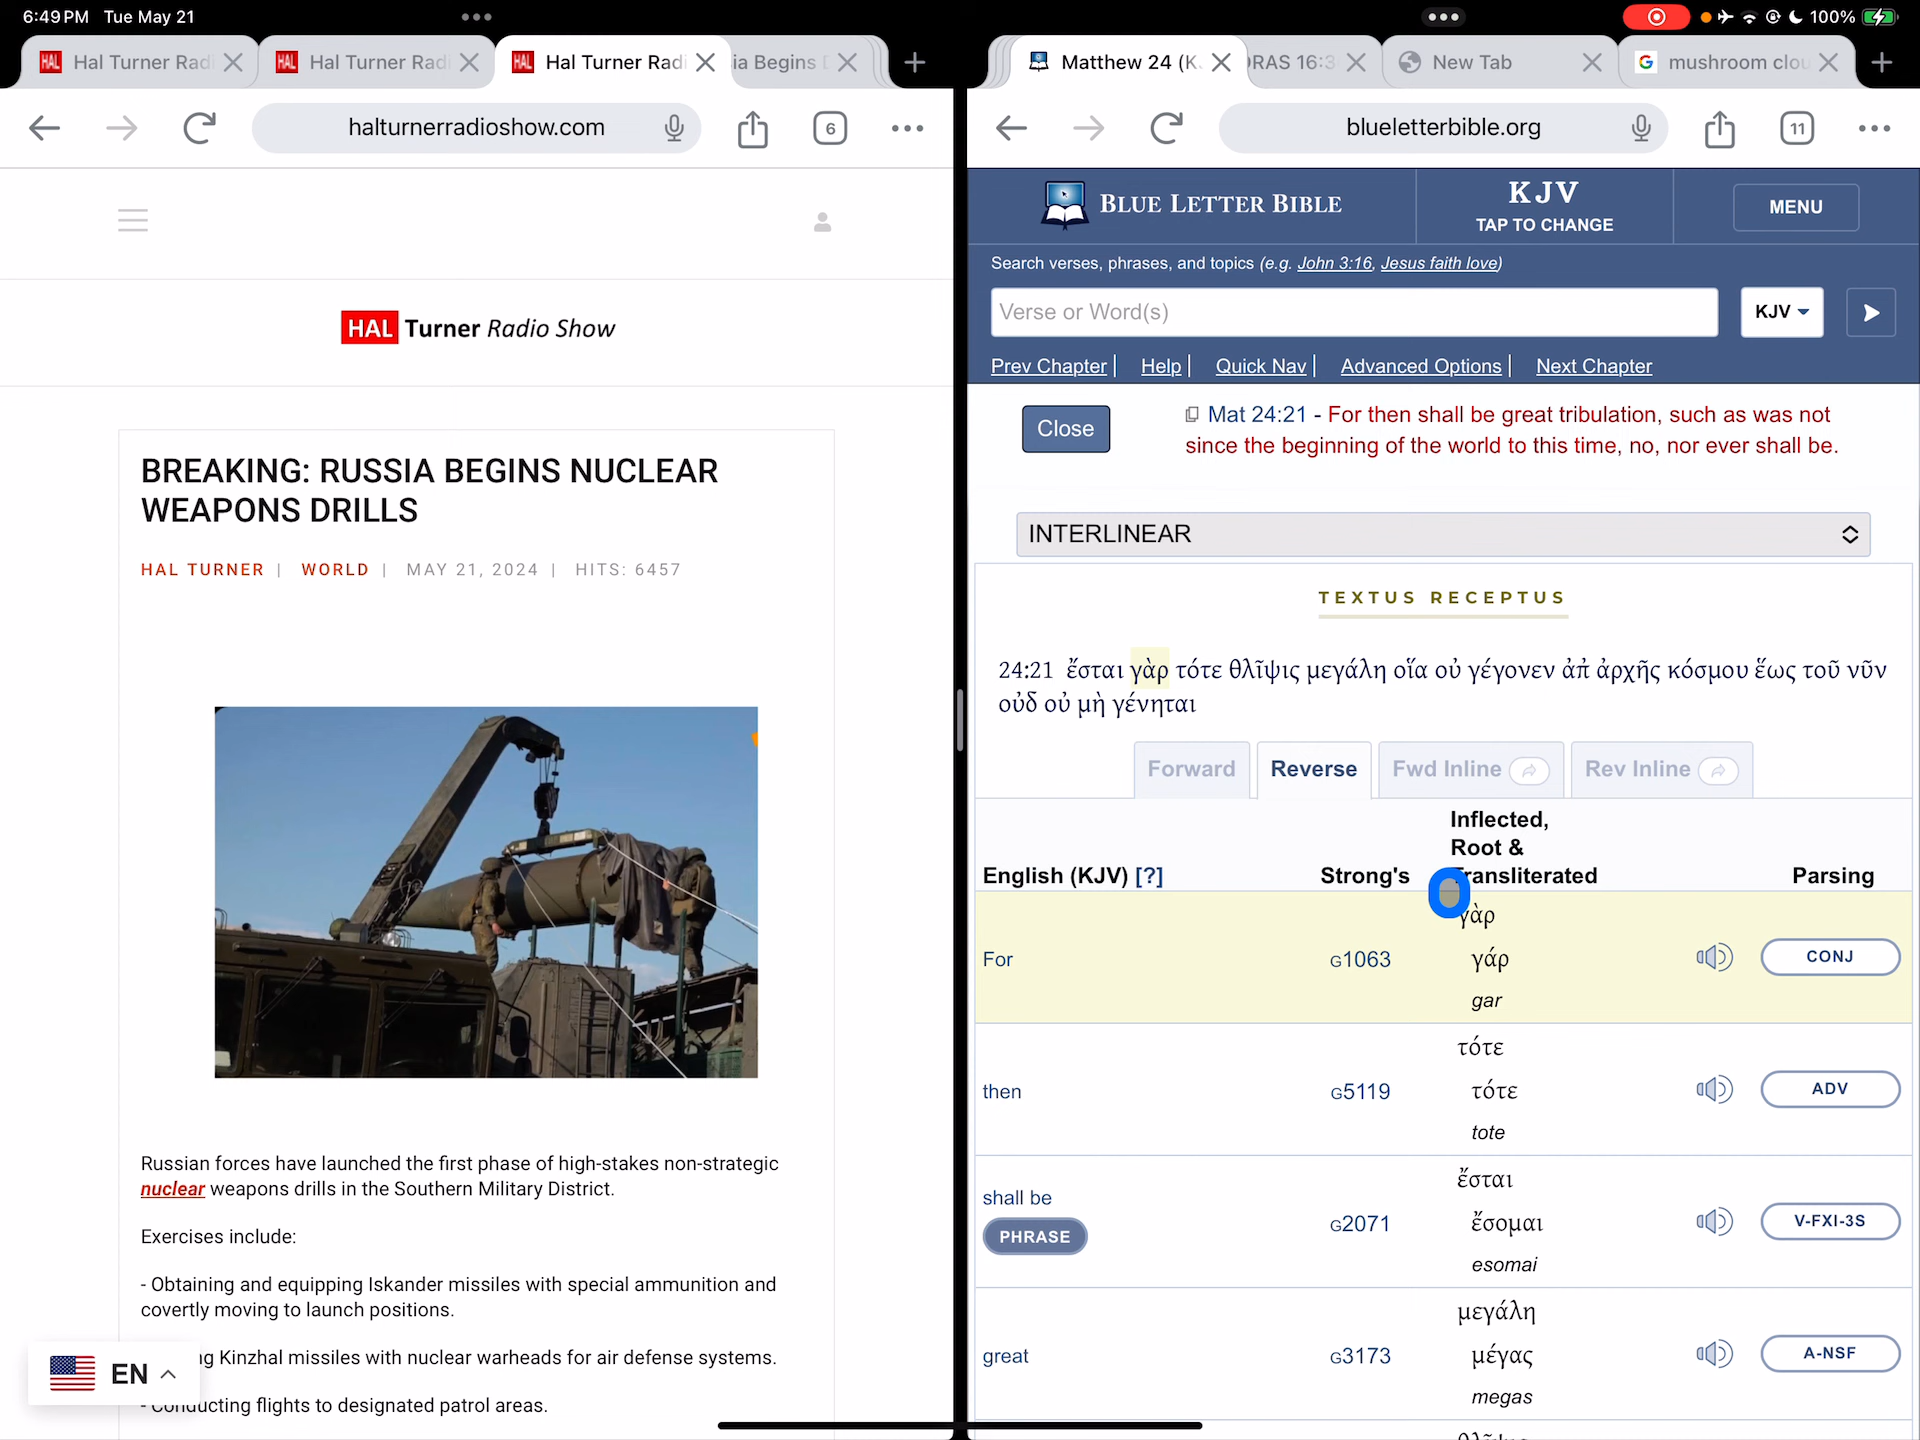 6:49 PM Tue May 21
100%
Hal Turner Radi
Hal Turner Rad
Hal Turner Radi
ia Begins
halturnerradioshow.com
6
HAL Turner Radio Show
BREAKING: RUSSIA BEGINS NUCLEAR
WEAPONS DRILLS
HAL TURNER | WORLD | MAY 21, 2024 | HITS: 6457
Russian forces have launched the first phase of high-stakes non-strategic
nuclear weapons drills in the Southern Military District.
Exercises include:
- Obtaining and equipping Iskander missiles with special ammunition and
covertly moving to launch positions.
ng Kinzhal missiles with nuclear warheads for air defense systems.
- Conducting flights to designated patrol areas.
EN
Matthew 24 (K
RAS 16:3
New Tab
mushroom clou
blueletterbible.org
11
BLUE LETTER BIBLE
KJV
TAP TO CHANGE
MENU
Search verses, phrases, and topics (e.g. John 3:16, Jesus faith love)
Verse or Word(s)
KJV
Prev Chapter | Help | Quick Nav | Advanced Options | Next Chapter
Close
Mat 24:21 - For then shall be great tribulation, such as was not
since the beginning of the world to this time, no, nor ever shall be.
INTERLINEAR
TEXTUS RECEPTUS
24:21 ἔσται γὰρ τότε θλῖψις μεγάλη οἵα οὐ γέγονεν ἀπ̓ ἀρχῆς κόσμου ἕως τοῦ νῦν
οὐδ οὐ μὴ γένηται
Forward
Reverse
Fwd Inline
Rev Inline
English (KJV) [?]
Strong's
Inflected,
Root &
Transliterated
Parsing
For
G1063
γὰρ
γάρ
gar
CONJ
then
G5119
τότε
τότε
tote
ADV
shall be
PHRASE
G2071
ἔσται
ἔσομαι
esomai
V-FXI-3S
great
G3173
μεγάλη
μέγας
megas
A-NSF